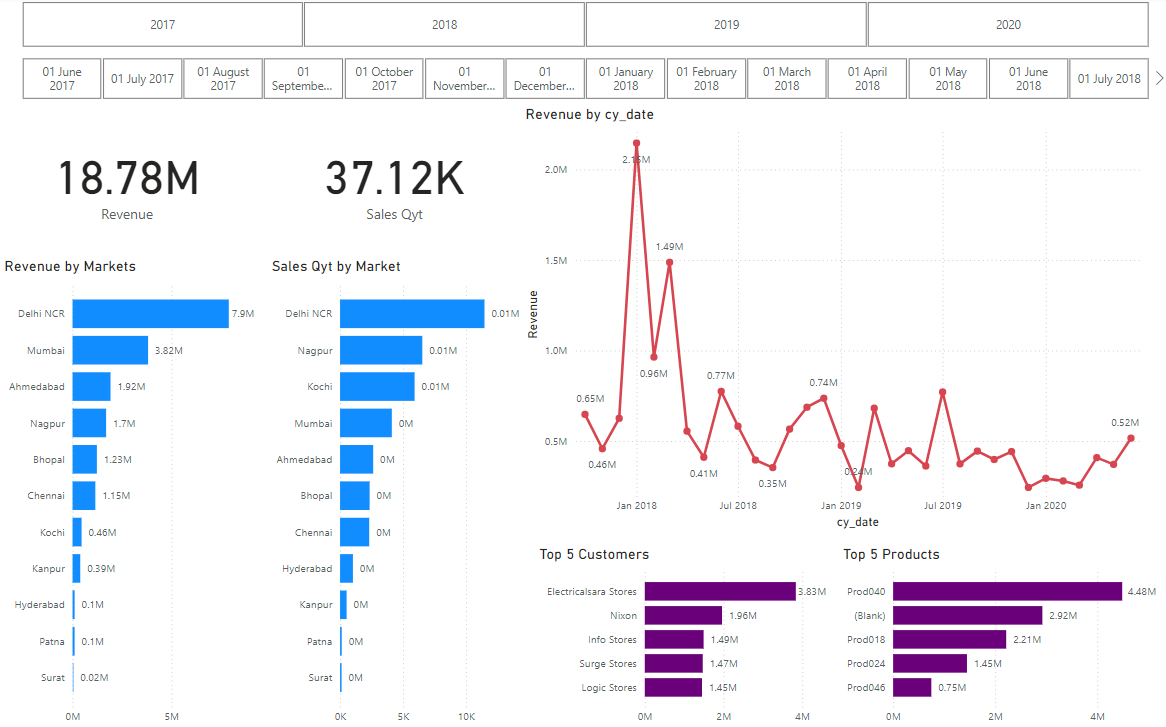 2017 2018 2019 2020
01 June 2017 01 July 2017 01 August 2017 01 Septembe... 01 October 2017 01 November... 01 December... 01 January 2018 01 February 2018 01 March 2018 01 April 2018 01 May 2018 01 June 2018 01 July 2018
18.78M
Revenue
37.12K
Sales Qyt
Revenue by Markets
Delhi NCR 7.9M
Mumbai 3.82M
Ahmedabad 1.92M
Nagpur 1.7M
Bhopal 1.23M
Chennai 1.15M
Kochi 0.46M
Kanpur 0.39M
Hyderabad 0.1M
Patna 0.1M
Surat 0.02M
0M 5M
Sales Qyt by Market
Delhi NCR 0.01M
Nagpur 0.01M
Kochi 0.01M
Mumbai 0M
Ahmedabad 0M
Bhopal 0M
Chennai 0M
Hyderabad 0M
Kanpur 0M
Patna 0M
Surat 0M
0K 5K 10K
Revenue by cy_date
Revenue
2.0M
1.5M
1.0M
0.5M
0.65M
0.46M
2.15M
0.96M
1.49M
0.41M
0.77M
0.35M
0.74M
0.24M
0.52M
Jan 2018 Jul 2018 Jan 2019 Jul 2019 Jan 2020
cy_date
Top 5 Customers
Electricalsara Stores 3.83M
Nixon 1.96M
Info Stores 1.49M
Surge Stores 1.47M
Logic Stores 1.45M
0M 2M 4M
Top 5 Products
Prod040 4.48M
(Blank) 2.92M
Prod018 2.21M
Prod024 1.45M
Prod046 0.75M
0M 2M 4M